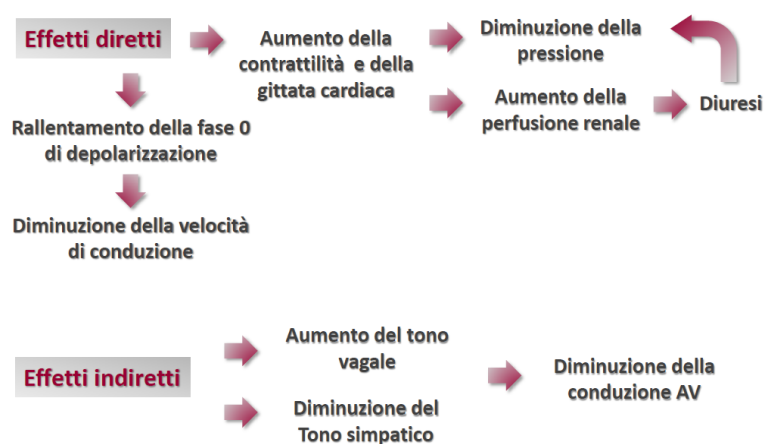 Effetti diretti
Aumento della
contrattilità e della
gittata cardiaca
Diminuzione della
pressione
Aumento della
perfusione renale
Diuresi
Rallentamento della fase 0
di depolarizzazione
Diminuzione della velocità
di conduzione
Effetti indiretti
Aumento del tono
vagale
Diminuzione del
Tono simpatico
Diminuzione della
conduzione AV